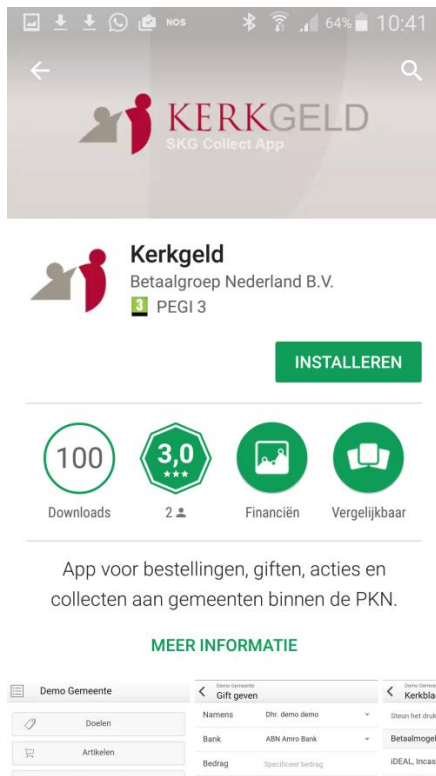 NOS 64% 10:41
KERKGELD
SKG Collect App
Kerkgeld
Betaalgroep Nederland B.V.
3 PEGI 3
INSTALLEREN
100
3,0
Downloads
2
Financiën
Vergelijkbaar
App voor bestellingen, giften, acties en
collecten aan gemeenten binnen de PKN.
MEER INFORMATIE
Demo Gemeente
Doelen
Artikelen
Demo Gemeente
Gift geven
Namens Dhr. demo demo
Bank ABN Amro Bank
Bedrag Specificeer bedrag
Demo Gemee
Kerkbla
Steun het druk
Betaalmogel
iDEAL, Incas